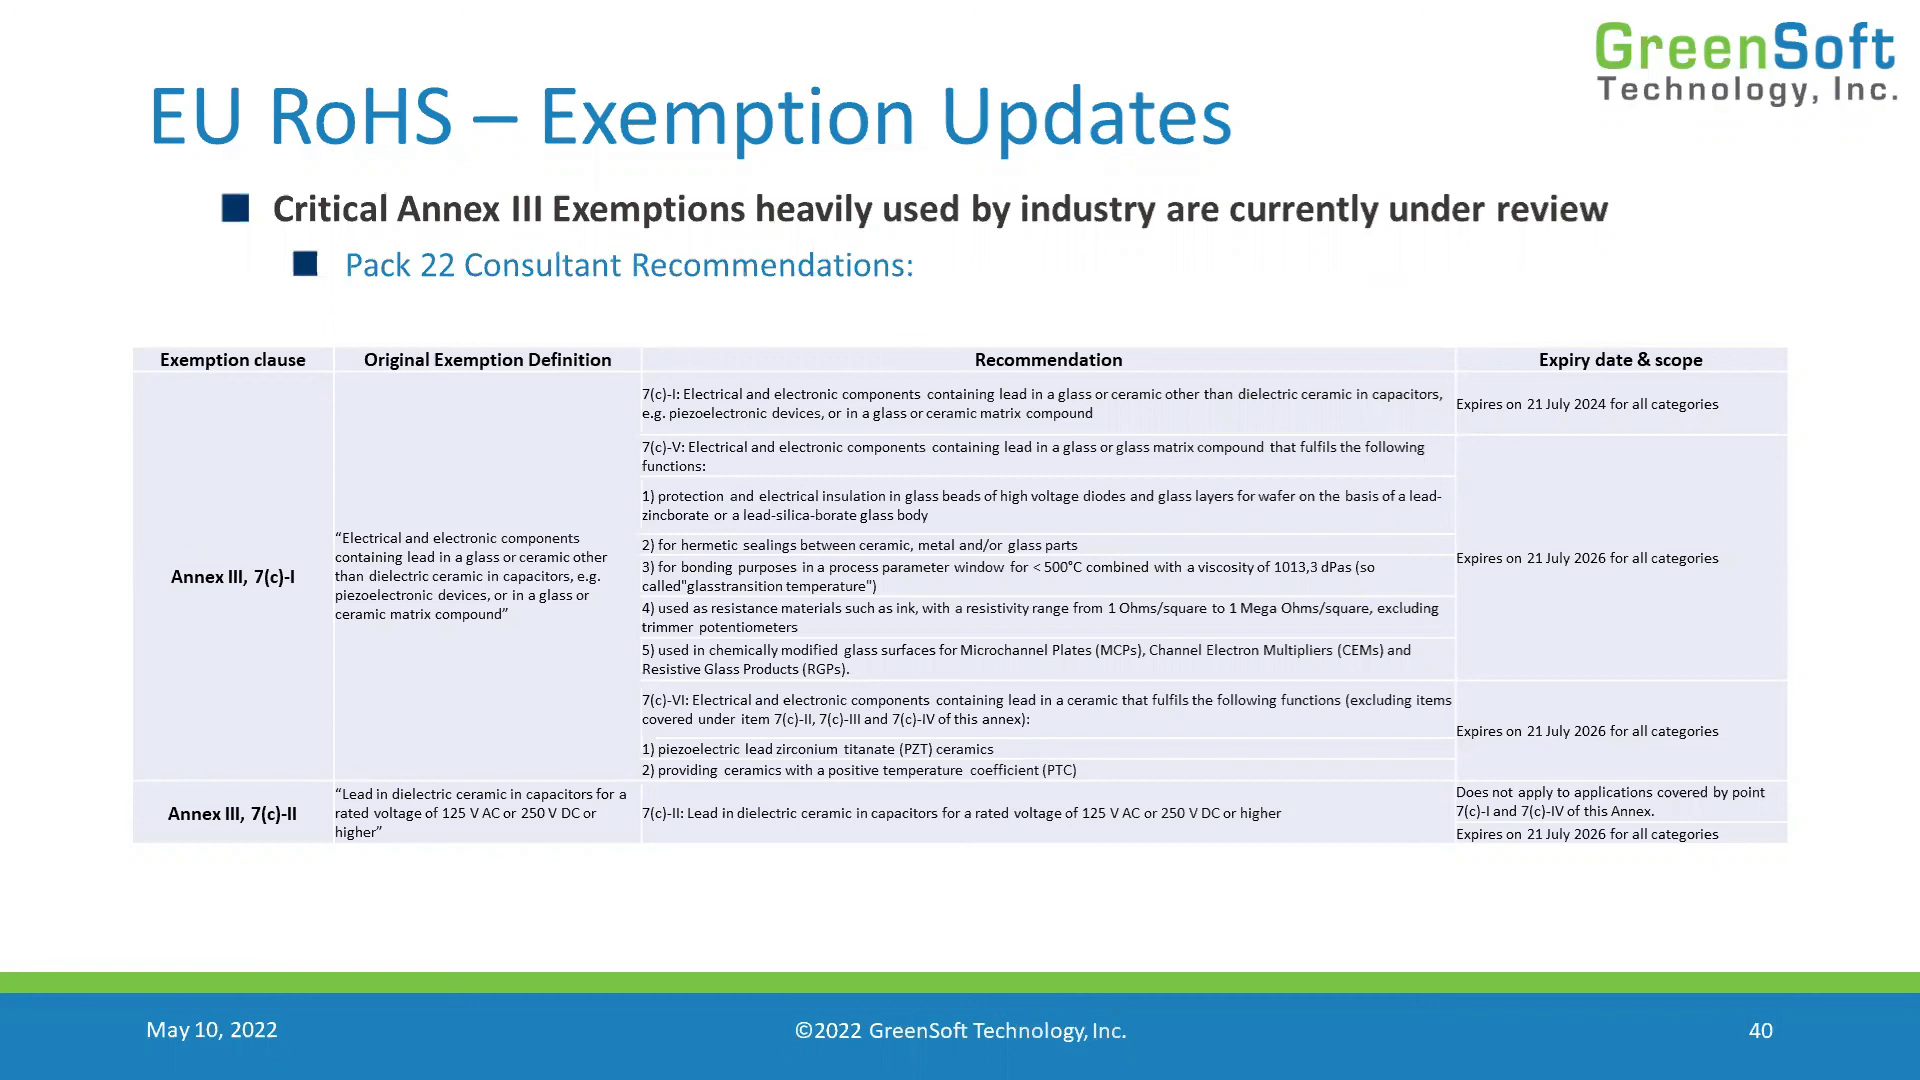 GreenSoft
Technology, Inc.
EU RoHS – Exemption Updates
Critical Annex III Exemptions heavily used by industry are currently under review
Pack 22 Consultant Recommendations:
Exemption clause
Original Exemption Definition
Recommendation
Expiry date & scope
Annex III, 7(c)-I
“Electrical and electronic components
containing lead in a glass or ceramic other
than dielectric ceramic in capacitors, e.g.
piezoelectronic devices, or in a glass or
ceramic matrix compound”
7(c)-I: Electrical and electronic components containing lead in a glass or ceramic other than dielectric ceramic in capacitors,
e.g. piezoelectronic devices, or in a glass or ceramic matrix compound
Expires on 21 July 2024 for all categories
7(c)-V: Electrical and electronic components containing lead in a glass or glass matrix compound that fulfils the following
functions:
1) protection and electrical insulation in glass beads of high voltage diodes and glass layers for wafer on the basis of a lead-
zincborate or a lead-silica-borate glass body
2) for hermetic sealings between ceramic, metal and/or glass parts
3) for bonding purposes in a process parameter window for < 500°C combined with a viscosity of 1013,3 dPas (so
called"glasstransition temperature")
4) used as resistance materials such as ink, with a resistivity range from 1 Ohms/square to 1 Mega Ohms/square, excluding
trimmer potentiometers
5) used in chemically modified glass surfaces for Microchannel Plates (MCPs), Channel Electron Multipliers (CEMs) and
Resistive Glass Products (RGPs).
Expires on 21 July 2026 for all categories
7(c)-VI: Electrical and electronic components containing lead in a ceramic that fulfils the following functions (excluding items
covered under item 7(c)-II, 7(c)-III and 7(c)-IV of this annex):
1) piezoelectric lead zirconium titanate (PZT) ceramics
2) providing ceramics with a positive temperature coefficient (PTC)
Expires on 21 July 2026 for all categories
Annex III, 7(c)-II
“Lead in dielectric ceramic in capacitors for a
rated voltage of 125 V AC or 250 V DC or
higher”
7(c)-II: Lead in dielectric ceramic in capacitors for a rated voltage of 125 V AC or 250 V DC or higher
Does not apply to applications covered by point
7(c)-I and 7(c)-IV of this Annex.
Expires on 21 July 2026 for all categories
May 10, 2022
©2022 GreenSoft Technology, Inc.
40